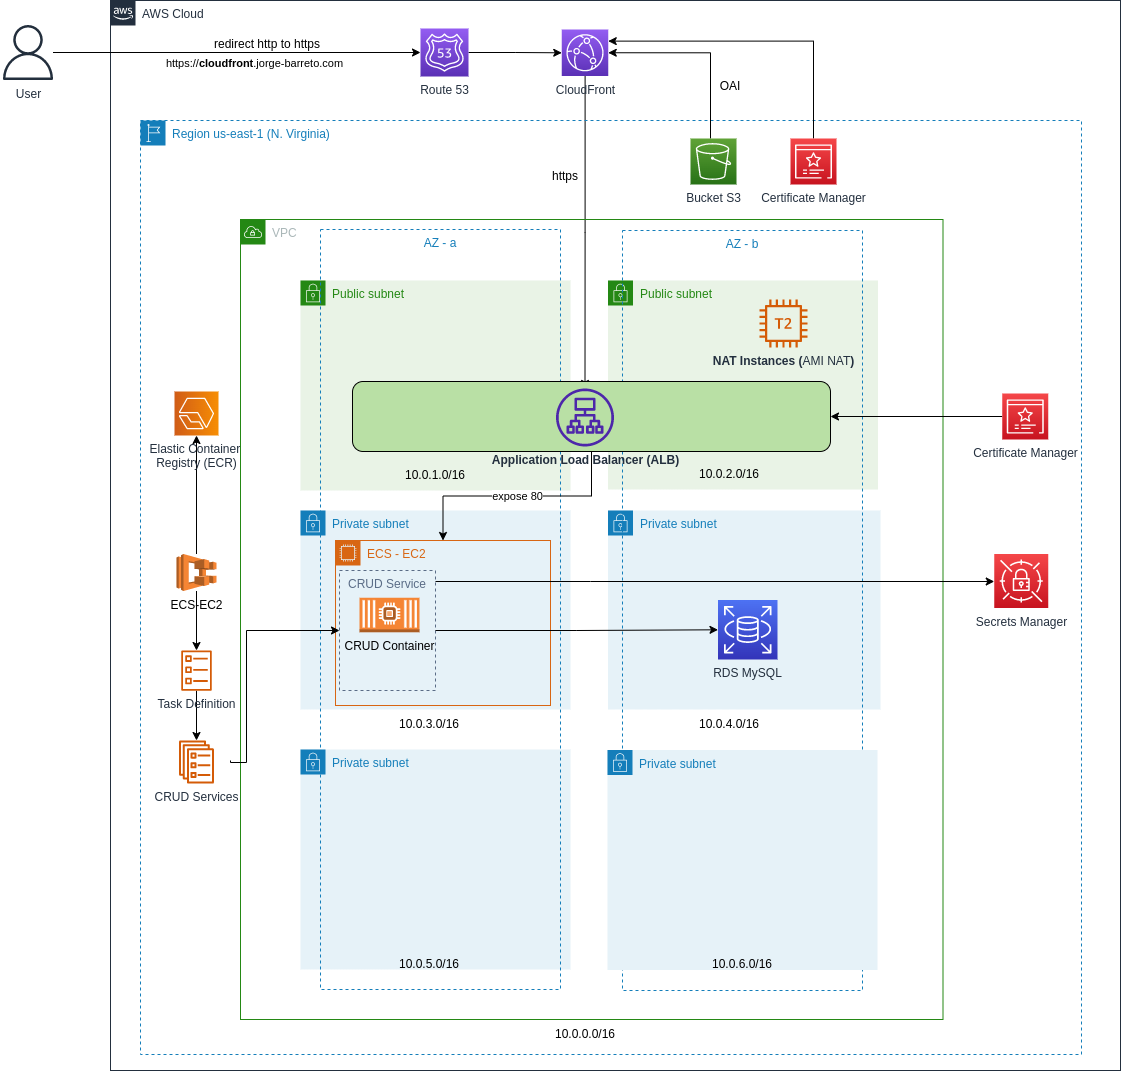 aws
AWS Cloud
redirect http to https
https://cloudfront.jorge-barreto.com
User
53
Route 53
CloudFront
OAI
Region us-east-1 (N. Virginia)
https
Bucket S3
Certificate Manager
VPC
AZ - a
AZ - b
Public subnet
Public subnet
T2
NAT Instances (AMI NAT)
Elastic Container
Registry (ECR)
Application Load Balancer (ALB)
Certificate Manager
10.0.1.0/16
10.0.2.0/16
expose 80
Private subnet
Private subnet
ECS - EC2
CRUD Service
CRUD Container
ECS-EC2
Secrets Manager
RDS MySQL
Task Definition
10.0.3.0/16
10.0.4.0/16
Private subnet
Private subnet
CRUD Services
10.0.5.0/16
10.0.6.0/16
10.0.0.0/16